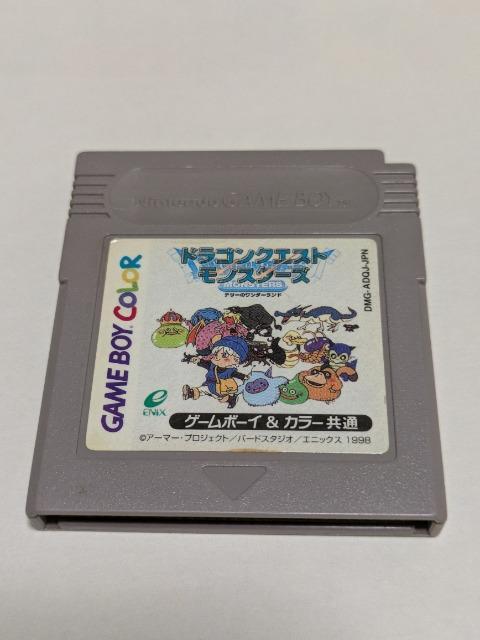 Nintendo GAME BOY TM
GAME BOY COLOR
ドラゴンクエスト
モンスターズ
MONSTERS
テリーのワンダーランド
DMG-ADQJ-JPN
ENIX
ゲームボーイ & カラー共通
©アーマー・プロジェクト/バードスタジオ/エニックス 1998